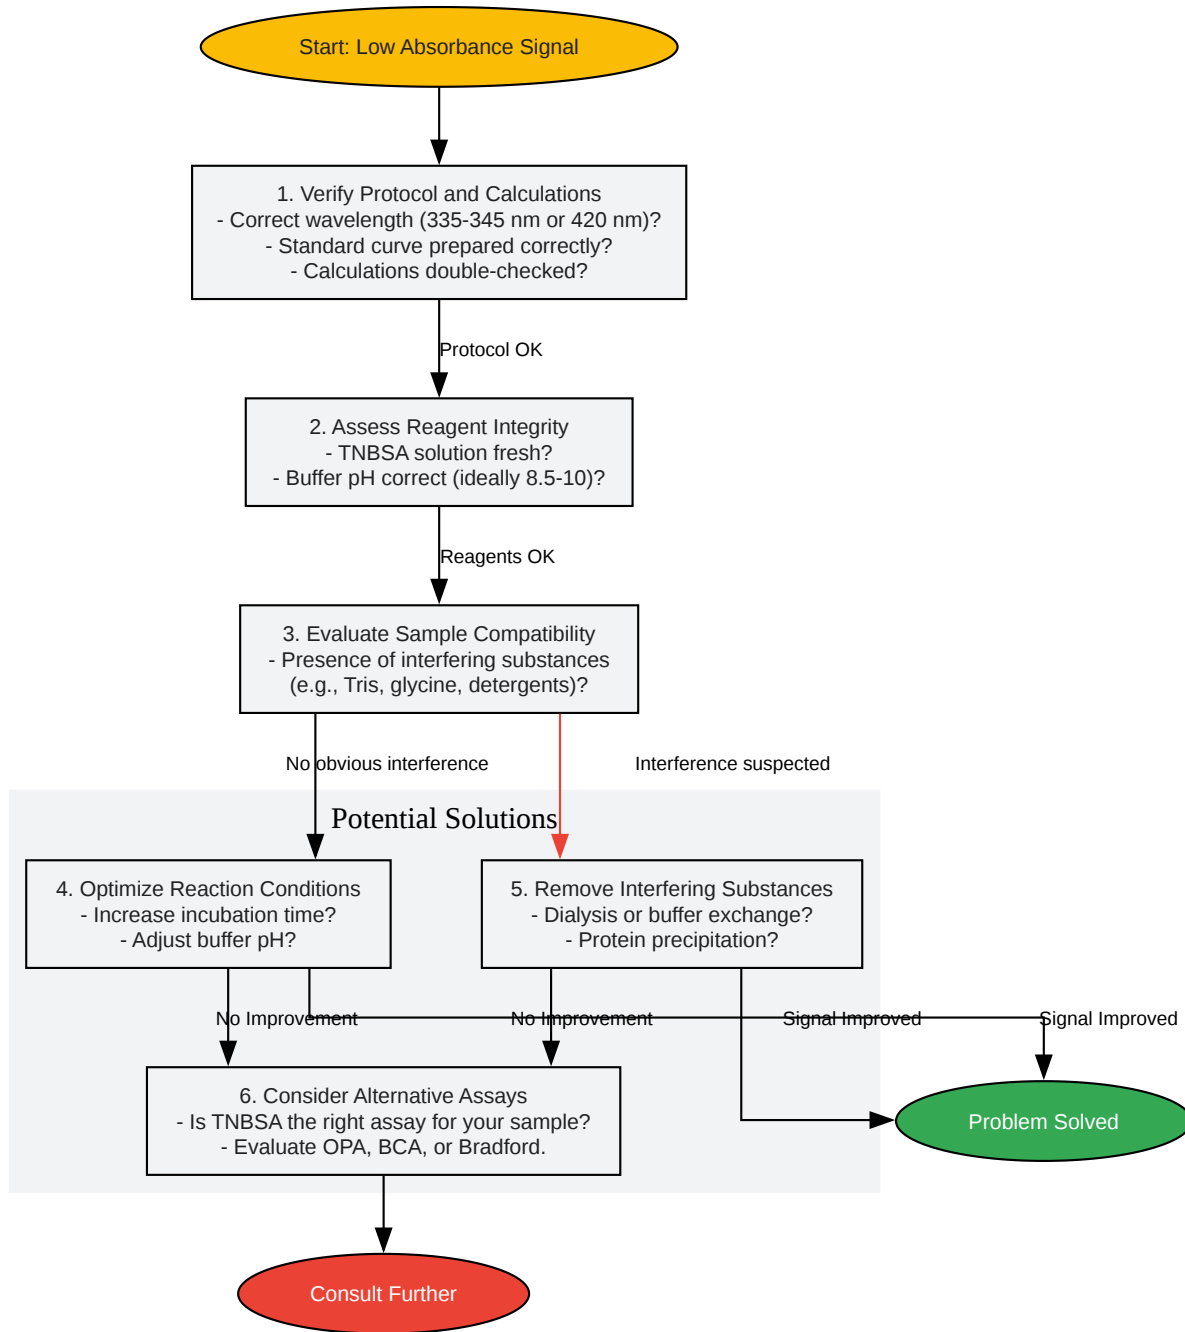 Start: Low Absorbance Signal
1. Verify Protocol and Calculations
- Correct wavelength (335-345 nm or 420 nm)?
- Standard curve prepared correctly?
- Calculations double-checked?
Protocol OK
2. Assess Reagent Integrity
- TNBSA solution fresh?
- Buffer pH correct (ideally 8.5-10)?
Reagents OK
3. Evaluate Sample Compatibility
- Presence of interfering substances
(e.g., Tris, glycine, detergents)?
No obvious interference
Interference suspected
Potential Solutions
4. Optimize Reaction Conditions
- Increase incubation time?
- Adjust buffer pH?
5. Remove Interfering Substances
- Dialysis or buffer exchange?
- Protein precipitation?
No Improvement
No Improvement
Signal Improved
Signal Improved
6. Consider Alternative Assays
- Is TNBSA the right assay for your sample?
- Evaluate OPA, BCA, or Bradford.
Problem Solved
Consult Further